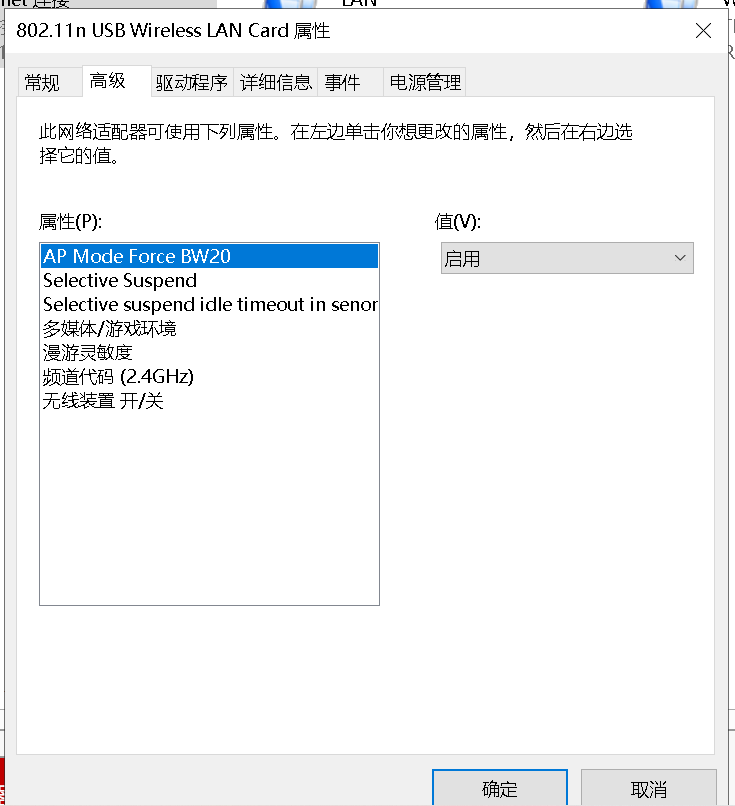 连接
LAN
802.11n USB Wireless LAN Card 属性
常规 高级 驱动程序 详细信息 事件 电源管理
此网络适配器可使用下列属性。在左边单击你想更改的属性，然后在右边选
择它的值。
属性(P): 值(V):
AP Mode Force BW20 启用
Selective Suspend
Selective suspend idle timeout in senor
多媒体/游戏环境
漫游灵敏度
频道代码 (2.4GHz)
无线装置 开/关
确定 取消